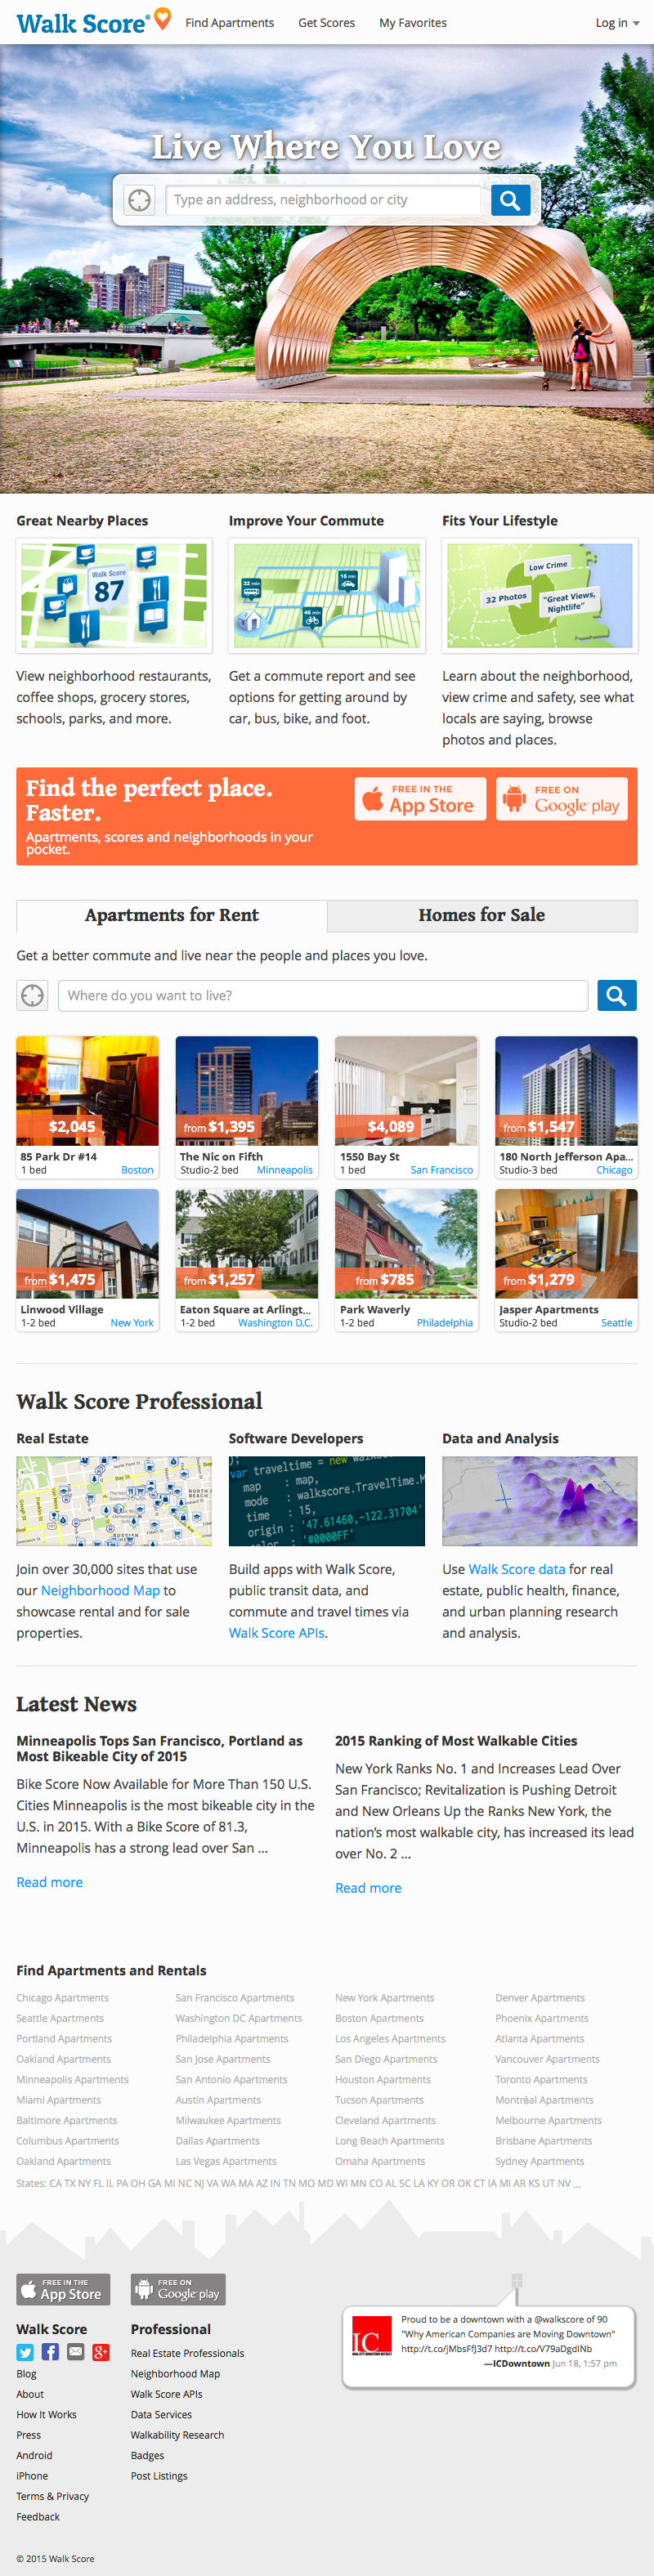 Walk Score®
Find Apartments
Get Scores
My Favorites
Log in
Live Where You Love
Type an address, neighborhood or city
Great Nearby Places
Improve Your Commute
Fits Your Lifestyle
Walk Score
87
32 min
15 min
45 min
Low Crime
32 Photos
"Great Views,
Nightlife"
View neighborhood restaurants,
coffee shops, grocery stores,
schools, parks, and more.
Get a commute report and see
options for getting around by
car, bus, bike, and foot.
Learn about the neighborhood,
view crime and safety, see what
locals are saying, browse
photos and places.
Find the perfect place.
Faster.
Apartments, scores and neighborhoods in your
pocket.
FREE IN THE
App Store
FREE ON
Google play
Apartments for Rent
Homes for Sale
Get a better commute and live near the people and places you love.
Where do you want to live?
$2,045
85 Park Dr #14
1 bed Boston
from $1,395
The Nic on Fifth
Studio-2 bed Minneapolis
$4,089
1550 Bay St
1 bed San Francisco
from $1,547
180 North Jefferson Apa...
Studio-3 bed Chicago
from $1,475
Linwood Village
1-2 bed New York
from $1,257
Eaton Square at Arlingt...
1-2 bed Washington D.C.
from $785
Park Waverly
1-2 bed Philadelphia
from $1,279
Jasper Apartments
Studio-2 bed Seattle
Walk Score Professional
Real Estate
Software Developers
Data and Analysis
var traveltime = new
map : map,
mode : walkscore.TravelTime.M
time : 15,
origin : '47.61460,-122.31704'
color : '#0000FF'
Join over 30,000 sites that use
our Neighborhood Map to
showcase rental and for sale
properties.
Build apps with Walk Score,
public transit data, and
commute and travel times via
Walk Score APIs.
Use Walk Score data for real
estate, public health, finance,
and urban planning research
and analysis.
Latest News
Minneapolis Tops San Francisco, Portland as
Most Bikeable City of 2015
Bike Score Now Available for More Than 150 U.S.
Cities Minneapolis is the most bikeable city in the
U.S. in 2015. With a Bike Score of 81.3,
Minneapolis has a strong lead over San ...
Read more
2015 Ranking of Most Walkable Cities
New York Ranks No. 1 and Increases Lead Over
San Francisco; Revitalization is Pushing Detroit
and New Orleans Up the Ranks New York, the
nation's most walkable city, has increased its lead
over No. 2 ...
Read more
Find Apartments and Rentals
Chicago Apartments San Francisco Apartments New York Apartments Denver Apartments
Seattle Apartments Washington DC Apartments Boston Apartments Phoenix Apartments
Portland Apartments Philadelphia Apartments Los Angeles Apartments Atlanta Apartments
Oakland Apartments San Jose Apartments San Diego Apartments Vancouver Apartments
Minneapolis Apartments San Antonio Apartments Houston Apartments Toronto Apartments
Miami Apartments Austin Apartments Tucson Apartments Montréal Apartments
Baltimore Apartments Milwaukee Apartments Cleveland Apartments Melbourne Apartments
Columbus Apartments Dallas Apartments Long Beach Apartments Brisbane Apartments
Oakland Apartments Las Vegas Apartments Omaha Apartments Sydney Apartments
States: CA TX NY FL IL PA OH GA MI NC NJ VA WA MA AZ IN TN MO MD WI MN CO AL SC LA KY OR OK CT IA MI AR KS UT NV ...
FREE IN THE
App Store
FREE ON
Google play
Walk Score
Blog
About
How It Works
Press
Android
iPhone
Terms & Privacy
Feedback
Professional
Real Estate Professionals
Neighborhood Map
Walk Score APIs
Data Services
Walkability Research
Badges
Post Listings
IC
Proud to be a downtown with a @walkscore of 90
"Why American Companies are Moving Downtown"
http://t.co/jMbsFfJ3d7 http://t.co/V79aDgdlNb
—ICDowntown Jun 18, 1:57 pm
© 2015 Walk Score